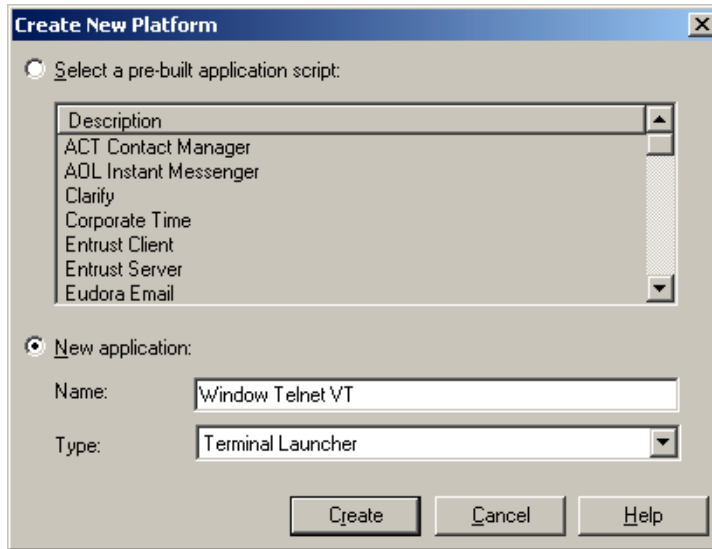 Create New Platform
Select a pre-built application script:
Description
ACT Contact Manager
AOL Instant Messenger
Clarify
Corporate Time
Entrust Client
Entrust Server
Eudora Email
New application:
Name: Window Telnet VT
Type: Terminal Launcher
Create Cancel Help